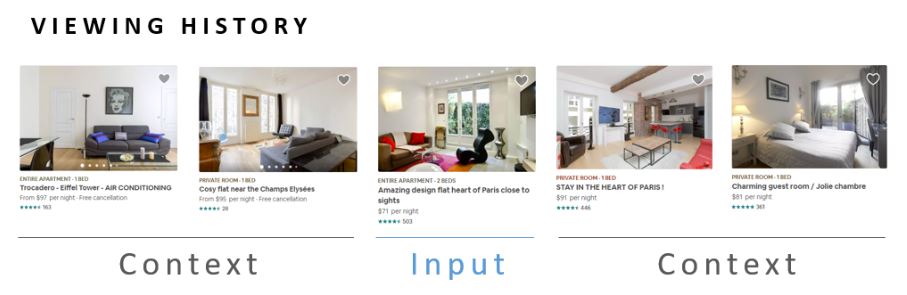 VIEWING HISTORY
ENTIRE APARTMENT · 1 BED
Trocadero - Eiffel Tower - AIR CONDITIONING
From $97 per night · Free cancellation
163
PRIVATE ROOM · 1 BED
Cosy flat near the Champs Elysées
From $95 per night · Free cancellation
28
ENTIRE APARTMENT · 2 BEDS
Amazing design flat heart of Paris close to
sights
$71 per night
503
PRIVATE ROOM · 1 BED
STAY IN THE HEART OF PARIS !
$91 per night
446
PRIVATE ROOM · 1 BED
Charming guest room / Jolie chambre
$81 per night
361
Context
Input
Context